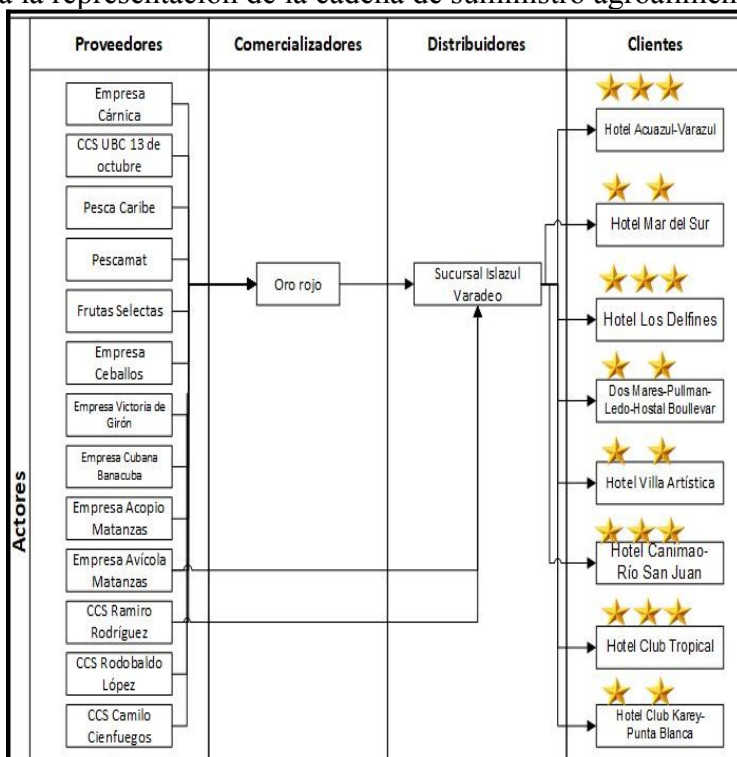 a la representación de la cadena de suministro agroalimen
Proveedores
Comercializadores
Distribuidores
Clientes
Actores
Empresa
Cárnica
CCS UBC 13 de
octubre
Pesca Caribe
Pescamat
Frutas Selectas
Empresa
Ceballos
Empresa Victoria de
Girón
Empresa Cubana
Banacuba
Empresa Acopio
Matanzas
Empresa Avícola
Matanzas
CCS Ramiro
Rodríguez
CCS Rodobaldo
López
CCS Camilo
Cienfuegos
Oro rojo
Sucursal Islazul
Varadeo
Hotel Acuazul-Varazul
Hotel Mar del Sur
Hotel Los Delfines
Dos Mares-Pullman-
Ledo-Hostal Boullevar
Hotel Villa Artística
Hotel Canimao-
Río San Juan
Hotel Club Tropical
Hotel Club Karey-
Punta Blanca